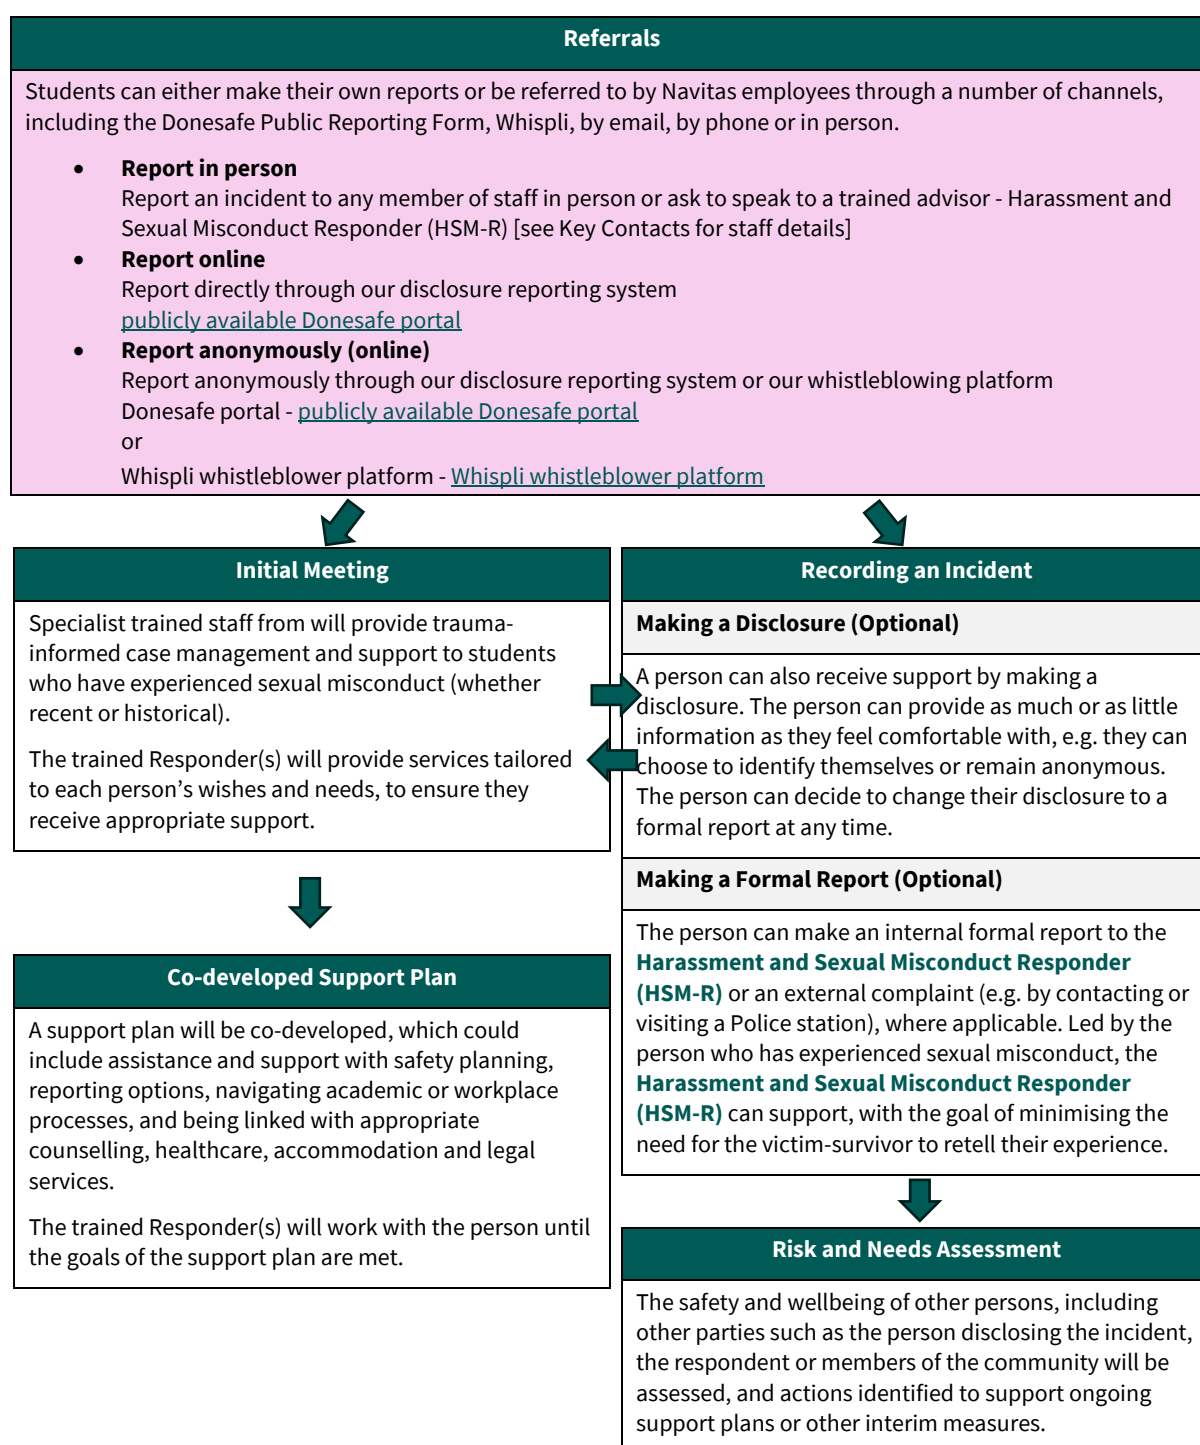 Referrals
Students can either make their own reports or be referred to by Navitas employees through a number of channels,
including the Donesafe Public Reporting Form, Whispli, by email, by phone or in person.
• Report in person
Report an incident to any member of staff in person or ask to speak to a trained advisor - Harassment and
Sexual Misconduct Responder (HSM-R) [see Key Contacts for staff details]
• Report online
Report directly through our disclosure reporting system
publicly available Donesafe portal
• Report anonymously (online)
Report anonymously through our disclosure reporting system or our whistleblowing platform
Donesafe portal - publicly available Donesafe portal
or
Whispli whistleblower platform - Whispli whistleblower platform
Initial Meeting
Specialist trained staff from will provide trauma-
informed case management and support to students
who have experienced sexual misconduct (whether
recent or historical).
The trained Responder(s) will provide services tailored
to each person’s wishes and needs, to ensure they
receive appropriate support.
Co-developed Support Plan
A support plan will be co-developed, which could
include assistance and support with safety planning,
reporting options, navigating academic or workplace
processes, and being linked with appropriate
counselling, healthcare, accommodation and legal
services.
The trained Responder(s) will work with the person until
the goals of the support plan are met.
Recording an Incident
Making a Disclosure (Optional)
A person can also receive support by making a
disclosure. The person can provide as much or as little
information as they feel comfortable with, e.g. they can
choose to identify themselves or remain anonymous.
The person can decide to change their disclosure to a
formal report at any time.
Making a Formal Report (Optional)
The person can make an internal formal report to the
Harassment and Sexual Misconduct Responder
(HSM-R) or an external complaint (e.g. by contacting or
visiting a Police station), where applicable. Led by the
person who has experienced sexual misconduct, the
Harassment and Sexual Misconduct Responder
(HSM-R) can support, with the goal of minimising the
need for the victim-survivor to retell their experience.
Risk and Needs Assessment
The safety and wellbeing of other persons, including
other parties such as the person disclosing the incident,
the respondent or members of the community will be
assessed, and actions identified to support ongoing
support plans or other interim measures.